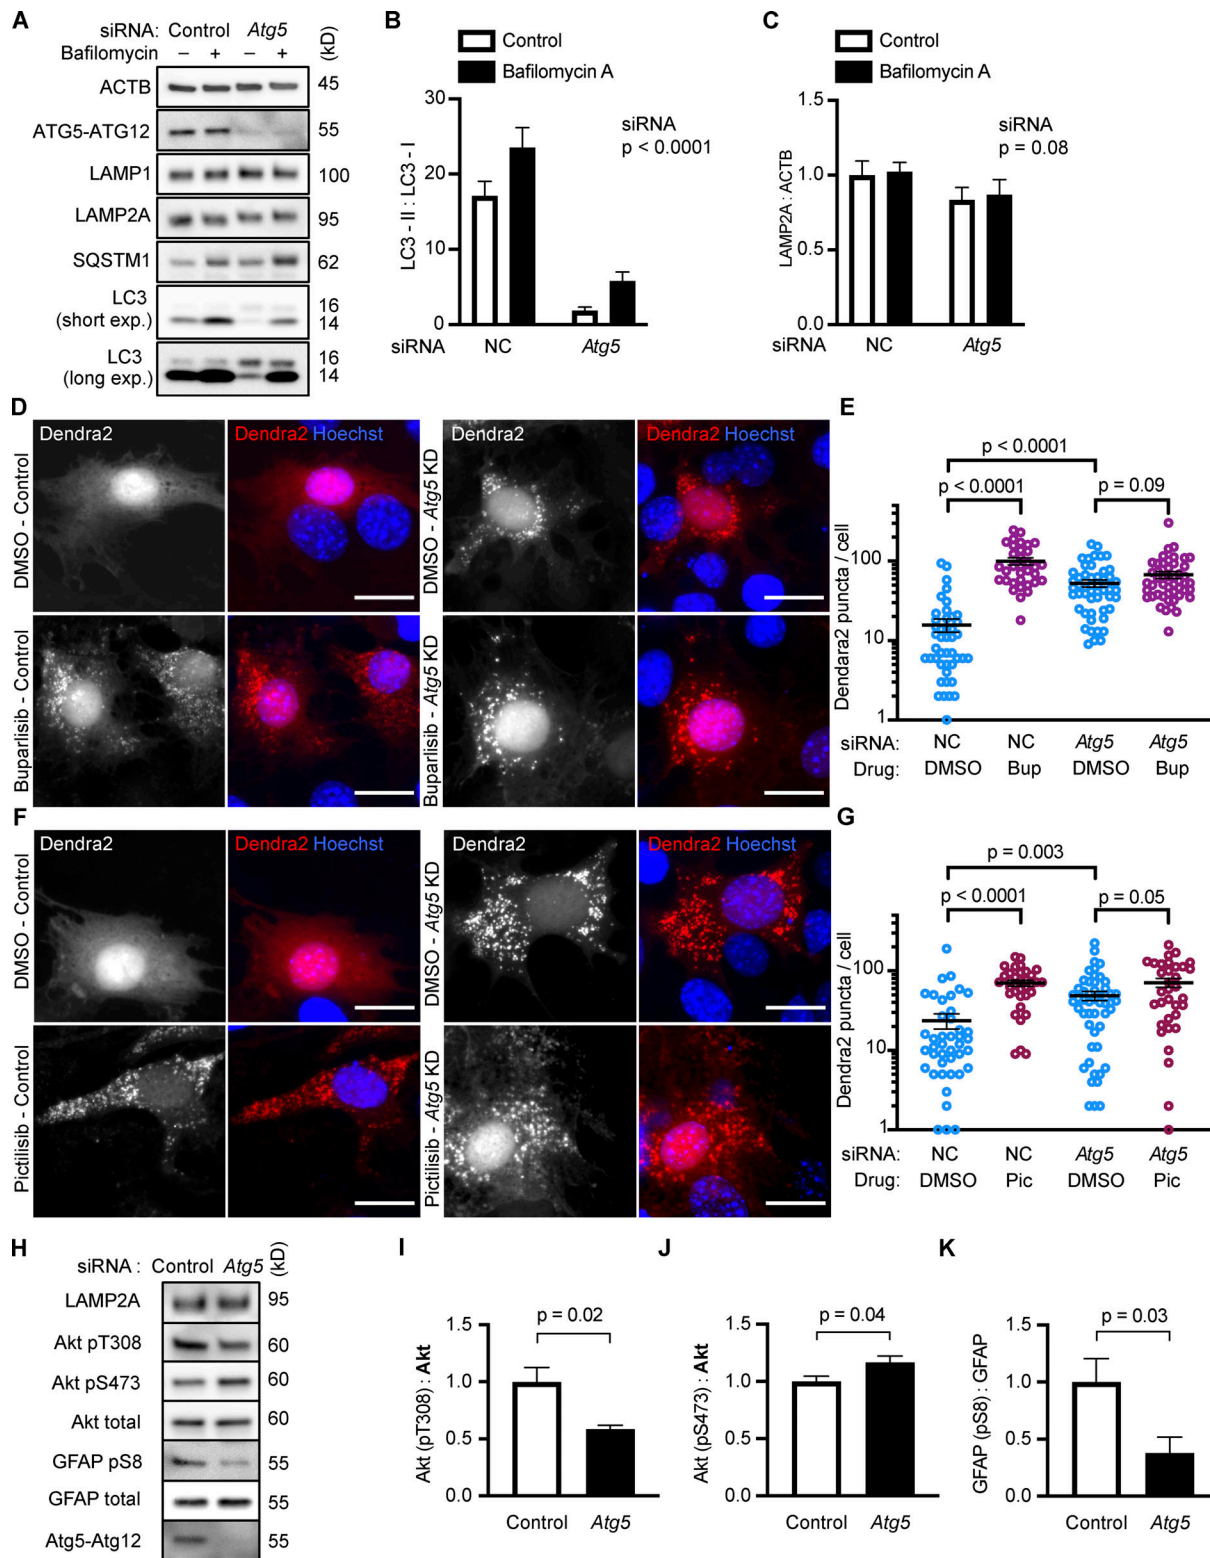 A
siRNA: Control Atg5
Bafilomycin – + – + (kD)
ACTB 45
ATG5-ATG12 55
LAMP1 100
LAMP2A 95
SQSTM1 62
LC3 16
(short exp.) 14
LC3 16
(long exp.) 14
B
Control
Bafilomycin A
30
20
10
0
LC3 - II : LC3 - I
siRNA
p < 0.0001
siRNA NC Atg5
C
Control
Bafilomycin A
1.5
1.0
0.5
0.0
LAMP2A : ACTB
siRNA
p = 0.08
siRNA NC Atg5
D
DMSO - Control
Dendra2
Dendra2 Hoechst
DMSO - Atg5 KD
Dendra2
Dendra2 Hoechst
Buparlisib - Control
Buparlisib - Atg5 KD
E
p < 0.0001
p < 0.0001 p = 0.09
Dendara2 puncta / cell
100
10
1
siRNA: NC NC Atg5 Atg5
Drug: DMSO Bup DMSO Bup
F
DMSO - Control
Dendra2
Dendra2 Hoechst
DMSO - Atg5 KD
Dendra2
Dendra2 Hoechst
Pictilisib - Control
Pictilisib - Atg5 KD
G
p = 0.003
p < 0.0001 p = 0.05
Dendra2 puncta / cell
100
10
1
siRNA: NC NC Atg5 Atg5
Drug: DMSO Pic DMSO Pic
H
siRNA : Control Atg5 (kD)
LAMP2A 95
Akt pT308 60
Akt pS473 60
Akt total 60
GFAP pS8 55
GFAP total 55
Atg5-Atg12 55
I
p = 0.02
Akt (pT308) : Akt
1.5
1.0
0.5
0.0
Control Atg5
J
p = 0.04
Akt (pS473) : Akt
1.5
1.0
0.5
0.0
Control Atg5
K
p = 0.03
GFAP (pS8) : GFAP
1.5
1.0
0.5
0.0
Control Atg5